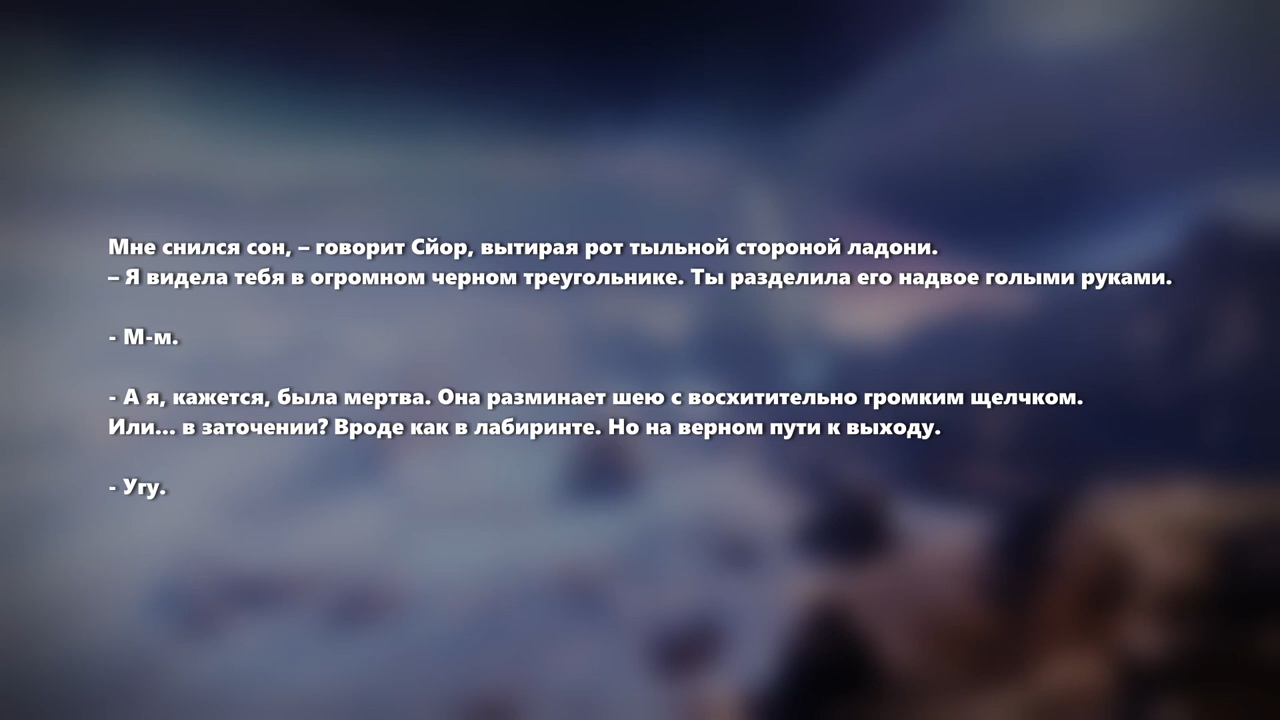 Мне снился сон, – говорит Сйор, вытирая рот тыльной стороной ладони.
– Я видела тебя в огромном черном треугольнике. Ты разделила его надвое голыми руками.
- М-м.
- А я, кажется, была мертва. Она разминает шею с восхитительно громким щелчком.
Или... в заточении? Вроде как в лабиринте. Но на верном пути к выходу.
- Угу.